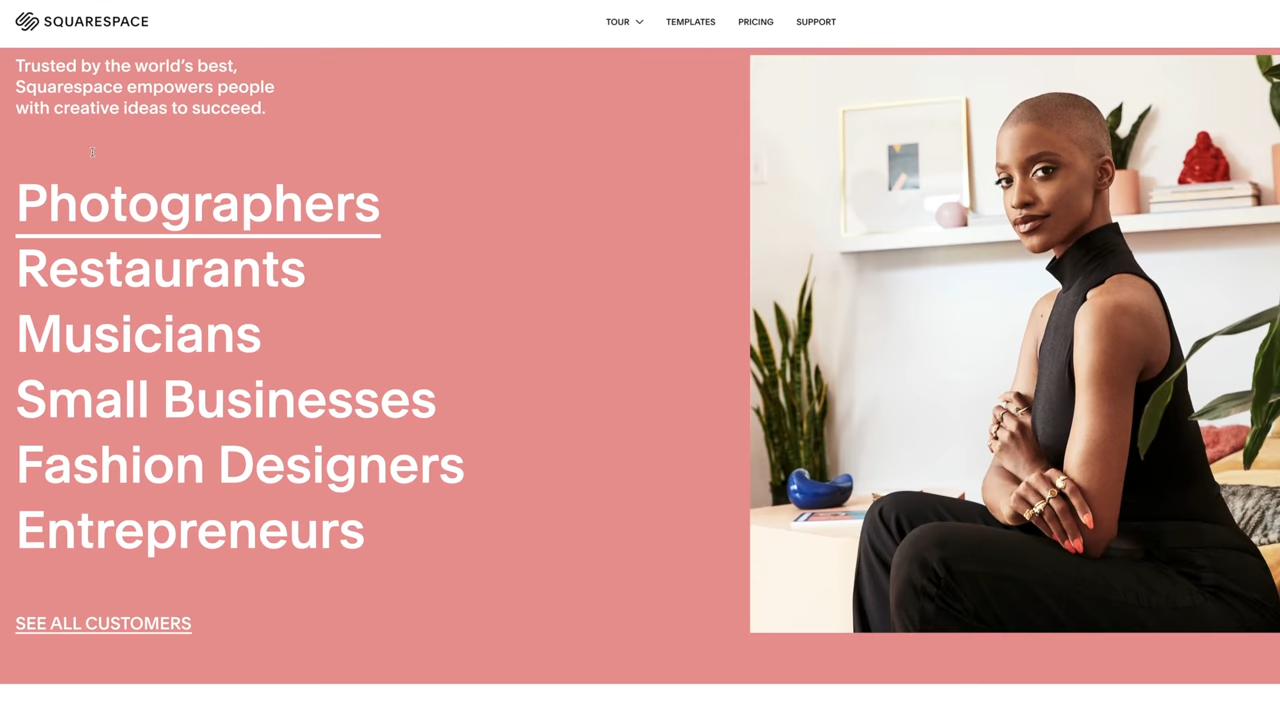 SQUARESPACE
TOUR TEMPLATES PRICING SUPPORT
Trusted by the world’s best,
Squarespace empowers people
with creative ideas to succeed.
Photographers
Restaurants
Musicians
Small Businesses
Fashion Designers
Entrepreneurs
SEE ALL CUSTOMERS